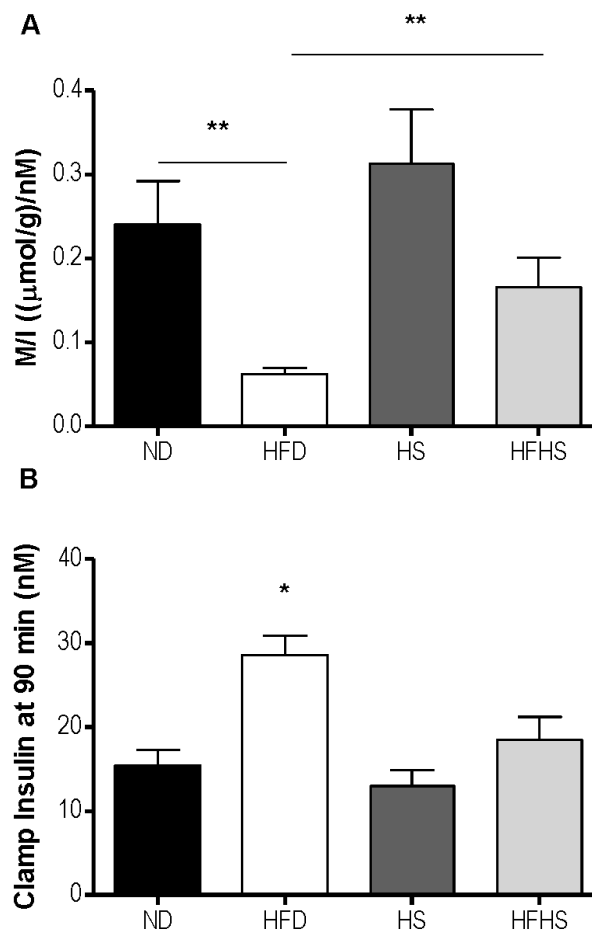 A
**
**
M/I ((μmol/g)/nM)
0.4
0.3
0.2
0.1
0.0
ND HFD HS HFHS
B
*
Clamp Insulin at 90 min (nM)
40
30
20
10
0
ND HFD HS HFHS